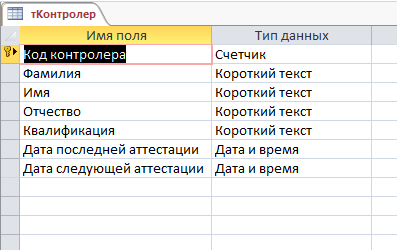 тКонтролер
Имя поля Тип данных
Код контролера Счетчик
Фамилия Короткий текст
Имя Короткий текст
Отчество Короткий текст
Квалификация Короткий текст
Дата последней аттестации Дата и время
Дата следующей аттестации Дата и время